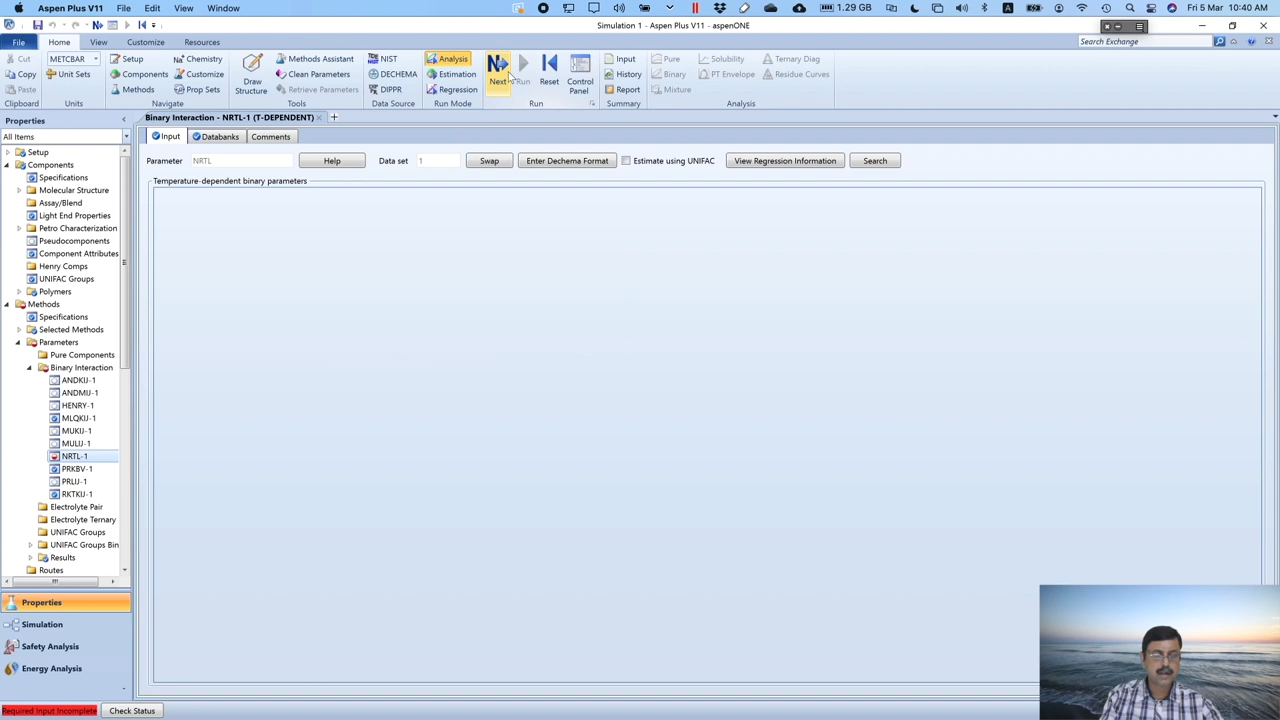 Aspen Plus V11 File Edit View Window
1.29 GB A Fri 5 Mar 10:40 AM
Simulation 1 - Aspen Plus V11 - aspenONE
File Home View Customize Resources
Search Exchange
Cut METCBAR Setup Chemistry Methods Assistant NIST Analysis Input Pure Solubility Ternary Diag
Copy Unit Sets Components Customize Clean Parameters DECHEMA Estimation History Binary PT Envelope Residue Curves
Paste Methods Prop Sets Retrieve Parameters DIPPR Regression Report Mixture
Draw Structure Next Run Reset Control Panel
Clipboard Units Navigate Tools Data Source Run Mode Run Summary Analysis
Properties
All Items
Setup
Components
Specifications
Molecular Structure
Assay/Blend
Light End Properties
Petro Characterization
Pseudocomponents
Component Attributes
Henry Comps
UNIFAC Groups
Polymers
Methods
Specifications
Selected Methods
Parameters
Pure Components
Binary Interaction
ANDKIJ-1
ANDMIJ-1
HENRY-1
MLQKIJ-1
MUKIJ-1
MULIJ-1
NRTL-1
PRKBV-1
PRLIJ-1
RKTKIJ-1
Electrolyte Pair
Electrolyte Ternary
UNIFAC Groups
UNIFAC Groups Bin
Results
Routes
Properties
Simulation
Safety Analysis
Energy Analysis
Binary Interaction - NRTL-1 (T-DEPENDENT)
Input Databanks Comments
Parameter NRTL Help Data set 1 Swap Enter Dechema Format Estimate using UNIFAC View Regression Information Search
Temperature-dependent binary parameters
Required Input Incomplete Check Status